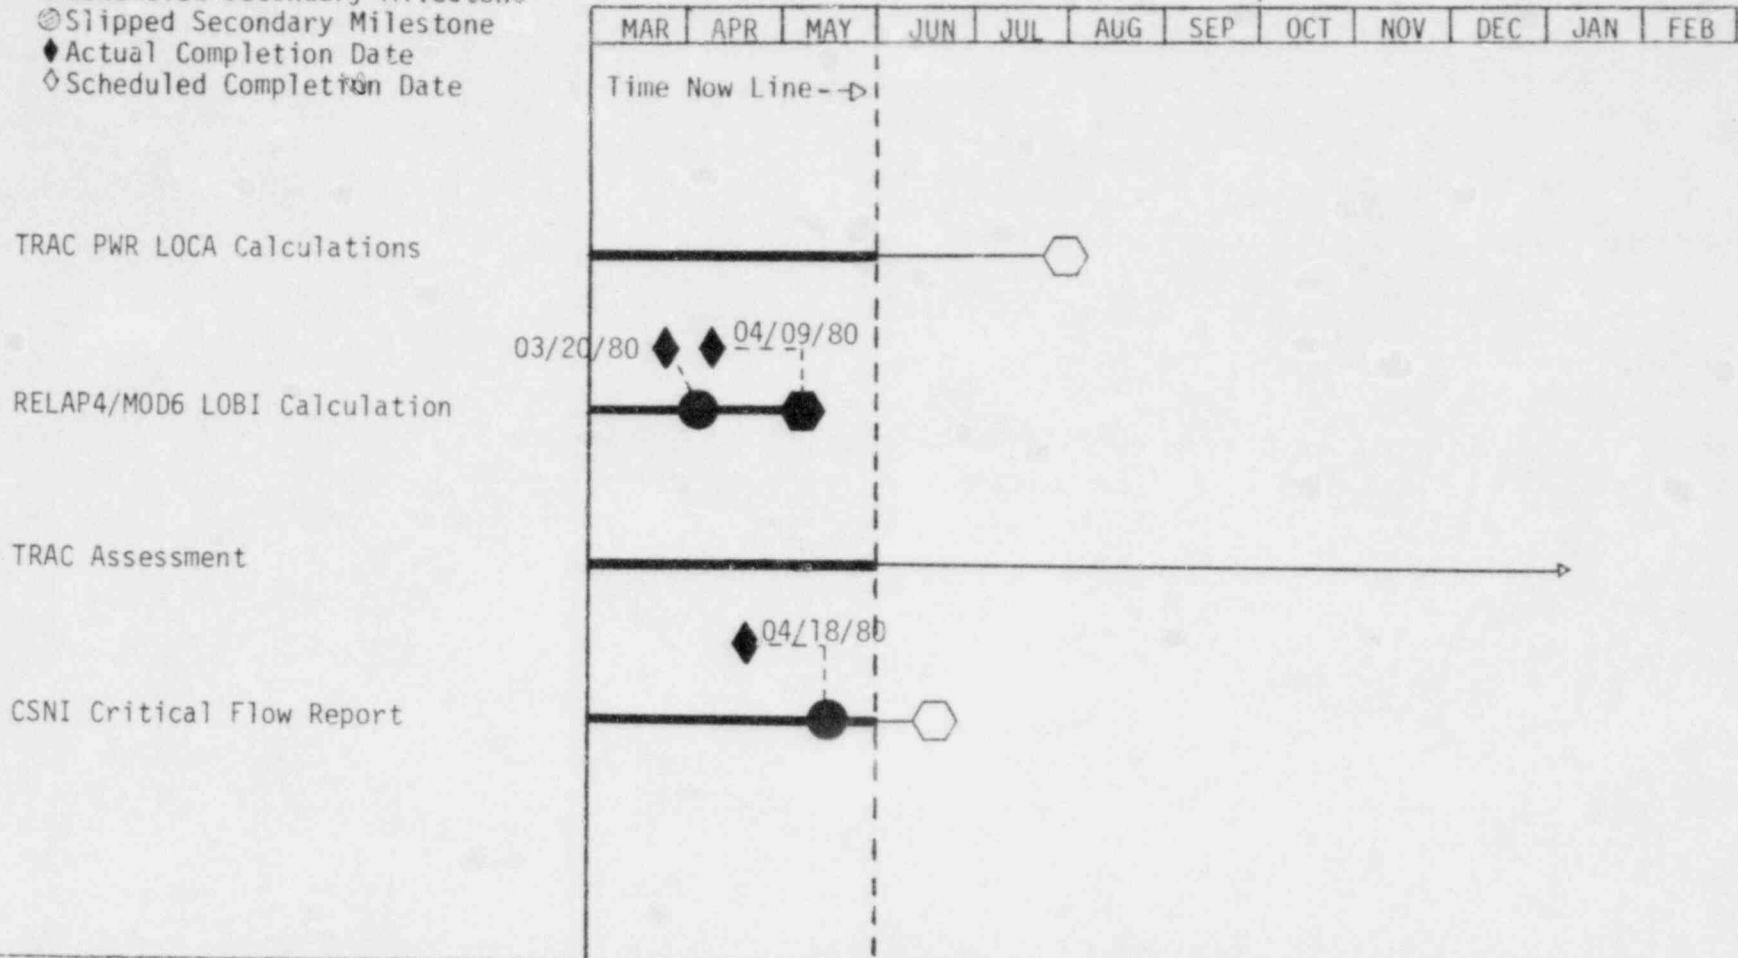 Slipped Secondary Milestone
Actual Completion Date
Scheduled Completion Date
MAR APR MAY JUN JUL AUG SEP OCT NOV DEC JAN FEB
Time Now Line
TRAC PWR LOCA Calculations
03/20/80
04/09/80
RELAP4/MOD6 LOBI Calculation
TRAC Assessment
04/18/80
CSNI Critical Flow Report